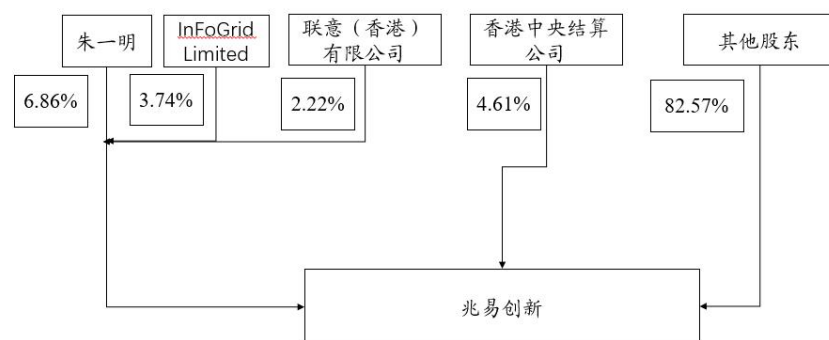 朱一明
InFoGrid
Limited
联意（香港）
有限公司
香港中央结算
公司
其他股东
6.86%
3.74%
2.22%
4.61%
82.57%
兆易创新